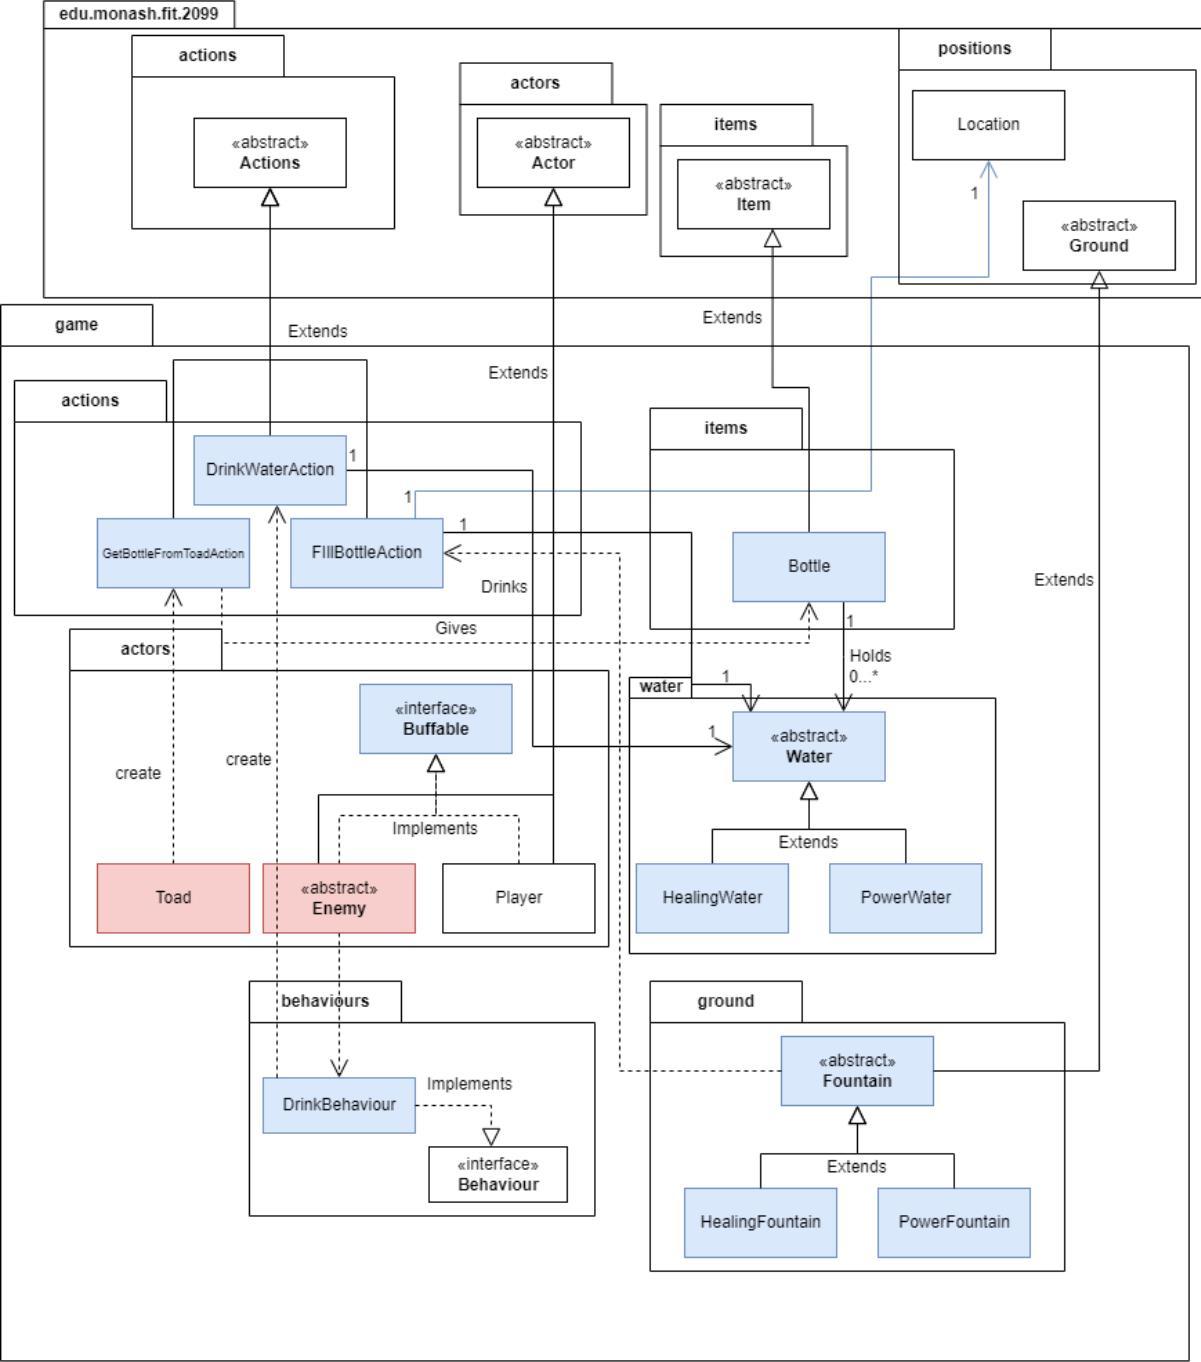 edu.monash.fit.2099
actions
«abstract»
Actions
actors
«abstract»
Actor
items
«abstract»
Item
positions
Location
1
«abstract»
Ground
game
Extends
Extends
Extends
actions
DrinkWaterAction
1
GetBottleFromToadAction
FIllBottleAction
1
1
Drinks
items
Bottle
1
Holds
0...*
Extends
Gives
actors
«interface»
Buffable
create
create
Implements
Toad
«abstract»
Enemy
Player
water
1
1
«abstract»
Water
Extends
HealingWater
PowerWater
behaviours
DrinkBehaviour
Implements
«interface»
Behaviour
ground
«abstract»
Fountain
Extends
HealingFountain
PowerFountain